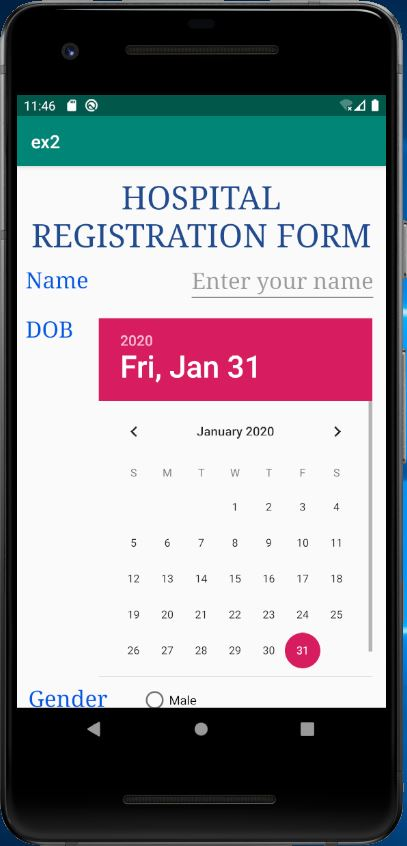 11:46
ex2
HOSPITAL
REGISTRATION FORM
Name Enter your name
DOB
2020
Fri, Jan 31
January 2020
S M T W T F S
1 2 3 4
5 6 7 8 9 10 11
12 13 14 15 16 17 18
19 20 21 22 23 24 25
26 27 28 29 30 31
Gender Male